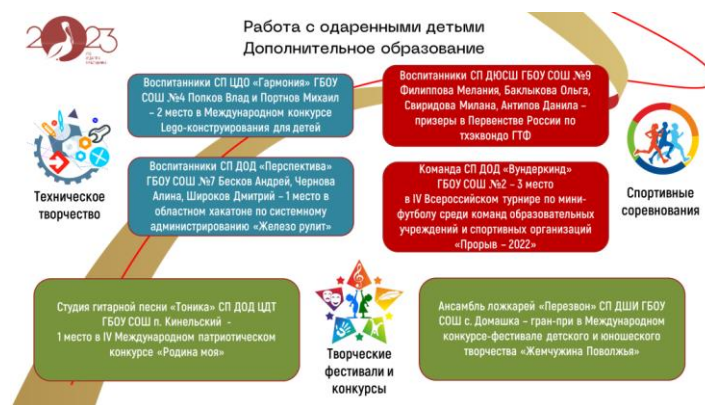 2023
Работа с одаренными детьми
Дополнительное образование
Воспитанники СП ЦДО «Гармония» ГБОУ
СОШ №4 Попков Влад и Портнов Михаил
– 2 место в Международном конкурсе
Lego-конструирования для детей
Воспитанники СП ДЮСШ ГБОУ СОШ №9
Филиппова Мелания, Баклыкова Ольга,
Свиридова Милана, Антипов Данила –
призеры в Первенстве России по
тхэквондо ГТФ
Техническое
творчество
Воспитанники СП ДОД «Перспектива»
ГБОУ СОШ №7 Бесков Андрей, Чернова
Алина, Широков Дмитрий – 1 место в
областном хакатоне по системному
администрированию «Железо рулит»
Команда СП ДОД «Вундеркинд»
ГБОУ СОШ №2 – 3 место
в IV Всероссийском турнире по мини-
футболу среди команд образовательных
учреждений и спортивных организаций
«Прорыв – 2022»
Спортивные
соревнования
Студия гитарной песни «Тоника» СП ДОД ЦДТ
ГБОУ СОШ п. Кинельский -
1 место в IV Международном патриотическом
конкурсе «Родина моя»
Творческие
фестивали и
конкурсы
Ансамбль ложкарей «Перезвон» СП ДШИ ГБОУ
СОШ с. Домашка – гран-при в Международном
конкурсе-фестивале детского и юношеского
творчества «Жемчужина Поволжья»